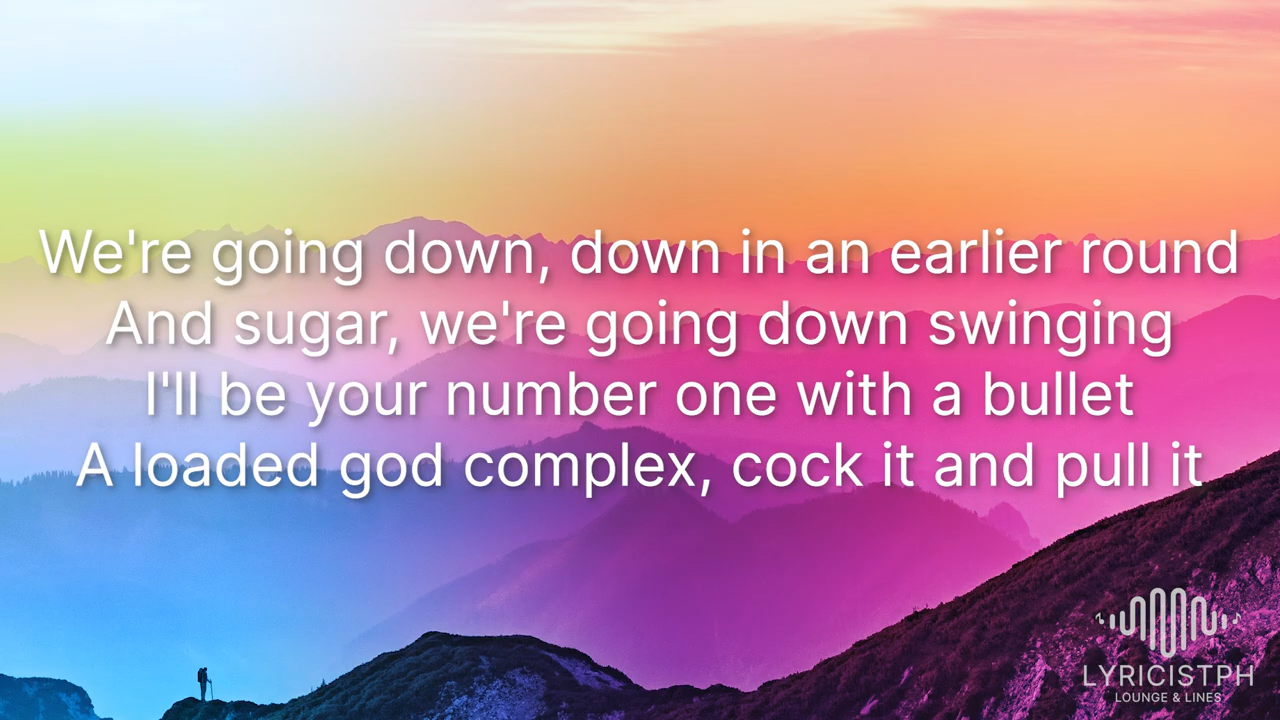 We're going down, down in an earlier round
And sugar, we're going down swinging
I'll be your number one with a bullet
A loaded god complex, cock it and pull it
LYRICISTPH
LOUNGE & LINES